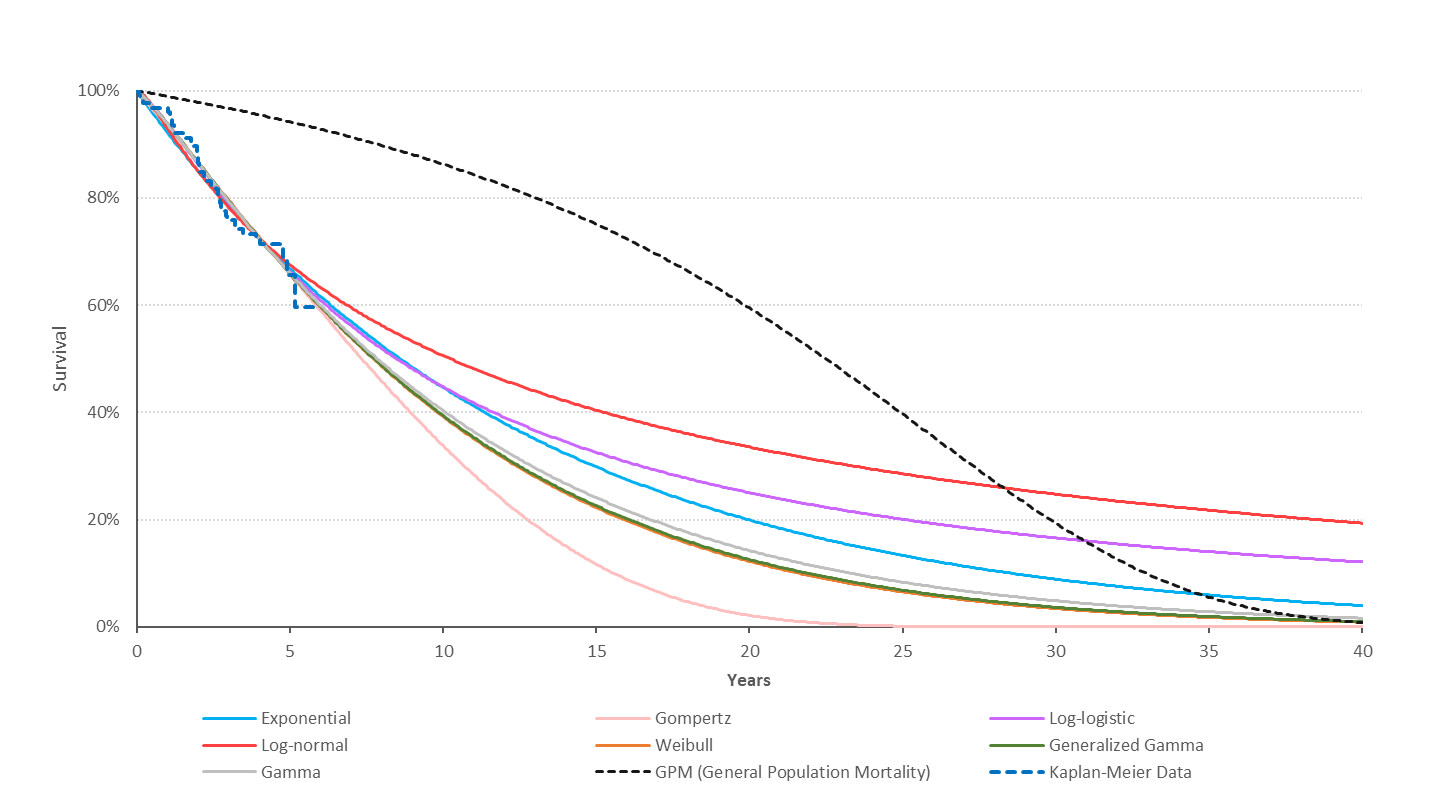 100%
80%
60%
40%
20%
0%
Survival
0 5 10 15 20 25 30 35 40
Years
Exponential Gompertz Log-logistic
Log-normal Weibull Generalized Gamma
Gamma GPM (General Population Mortality) Kaplan-Meier Data